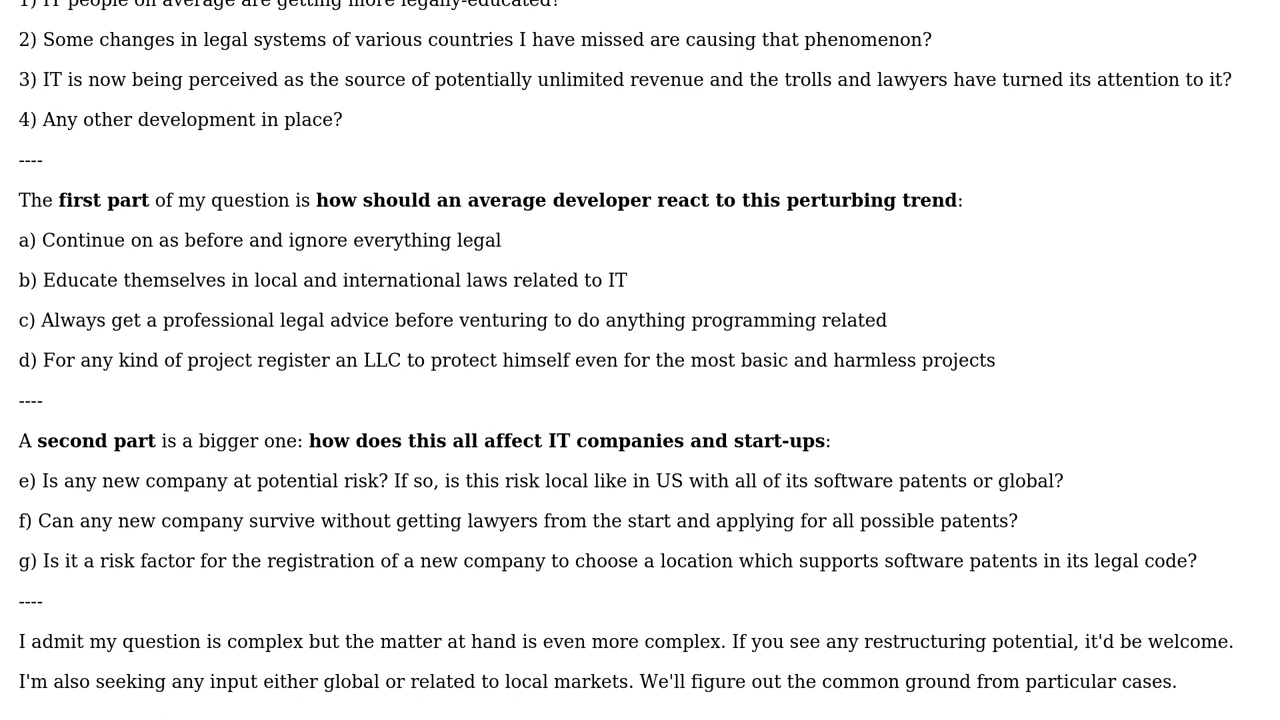 1) IT people on average are getting more legally-educated?
2) Some changes in legal systems of various countries I have missed are causing that phenomenon?
3) IT is now being perceived as the source of potentially unlimited revenue and the trolls and lawyers have turned its attention to it?
4) Any other development in place?
----
The first part of my question is how should an average developer react to this perturbing trend:
a) Continue on as before and ignore everything legal
b) Educate themselves in local and international laws related to IT
c) Always get a professional legal advice before venturing to do anything programming related
d) For any kind of project register an LLC to protect himself even for the most basic and harmless projects
----
A second part is a bigger one: how does this all affect IT companies and start-ups:
e) Is any new company at potential risk? If so, is this risk local like in US with all of its software patents or global?
f) Can any new company survive without getting lawyers from the start and applying for all possible patents?
g) Is it a risk factor for the registration of a new company to choose a location which supports software patents in its legal code?
----
I admit my question is complex but the matter at hand is even more complex. If you see any restructuring potential, it'd be welcome.
I'm also seeking any input either global or related to local markets. We'll figure out the common ground from particular cases.